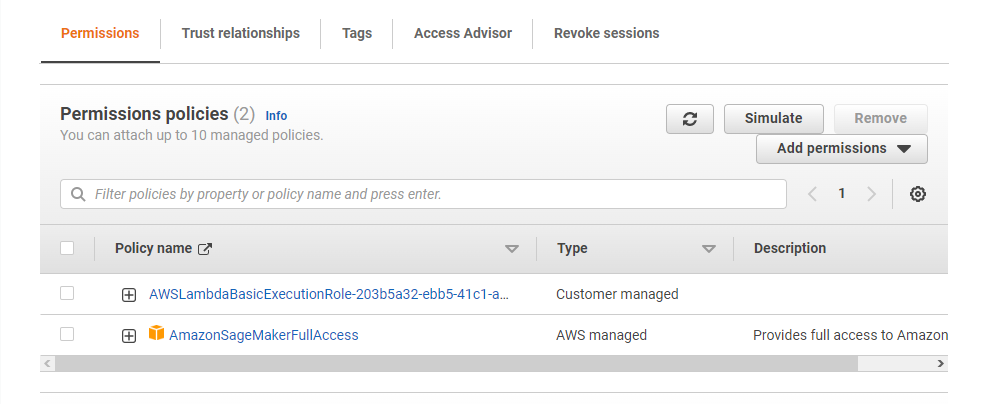 Permissions Trust relationships Tags Access Advisor Revoke sessions
Permissions policies (2) Info
You can attach up to 10 managed policies.
Simulate Remove
Add permissions
Filter policies by property or policy name and press enter.
1
Policy name Type Description
AWSLambdaBasicExecutionRole-203b5a32-ebb5-41c1-a... Customer managed
AmazonSageMakerFullAccess AWS managed Provides full access to Amazon